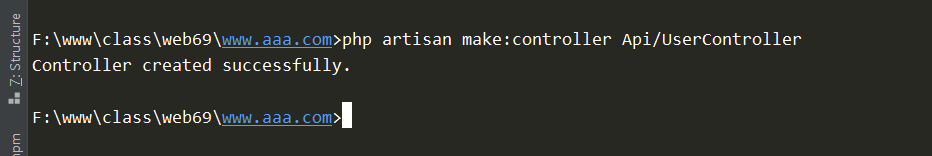 F:\www\class\web69\www.aaa.com>php artisan make:controller Api/UserController
Controller created successfully.
F:\www\class\web69\www.aaa.com>
7: Structure
npm